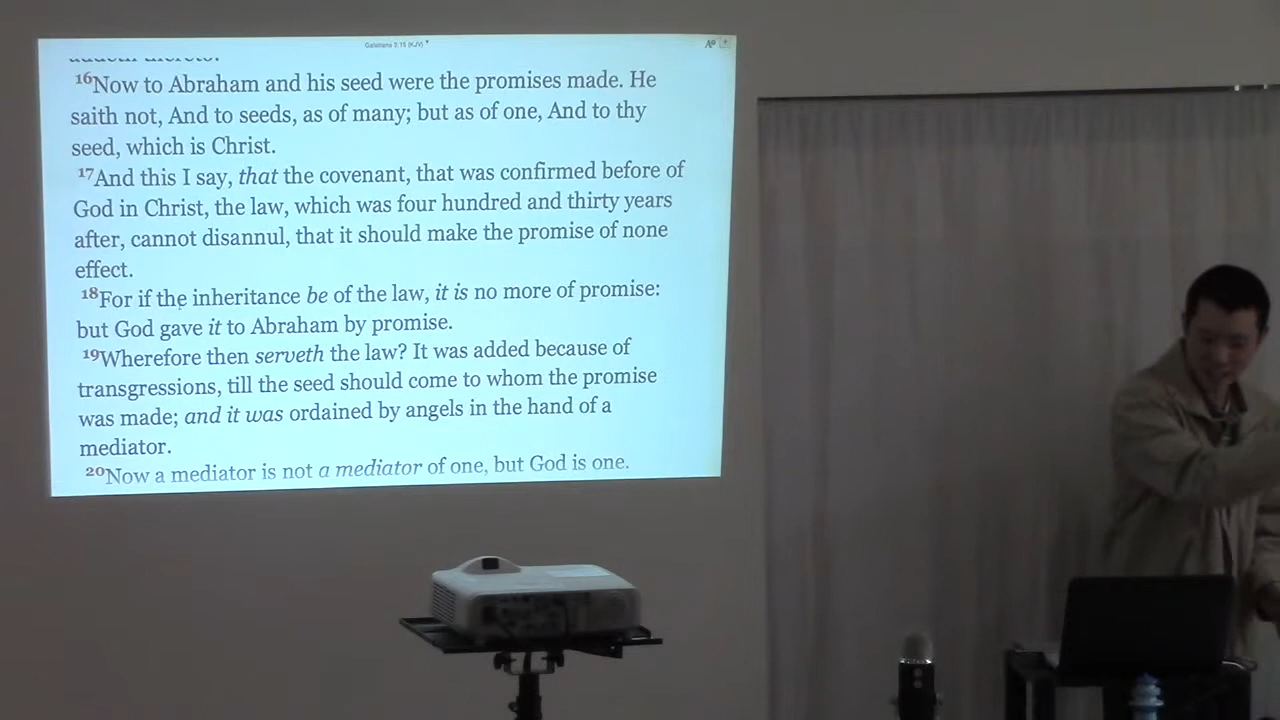 Galatians 3:15 (KJV)
addeth thereto.
16Now to Abraham and his seed were the promises made. He
saith not, And to seeds, as of many; but as of one, And to thy
seed, which is Christ.
17And this I say, that the covenant, that was confirmed before of
God in Christ, the law, which was four hundred and thirty years
after, cannot disannul, that it should make the promise of none
effect.
18For if the inheritance be of the law, it is no more of promise:
but God gave it to Abraham by promise.
19Wherefore then serveth the law? It was added because of
transgressions, till the seed should come to whom the promise
was made; and it was ordained by angels in the hand of a
mediator.
20Now a mediator is not a mediator of one, but God is one.